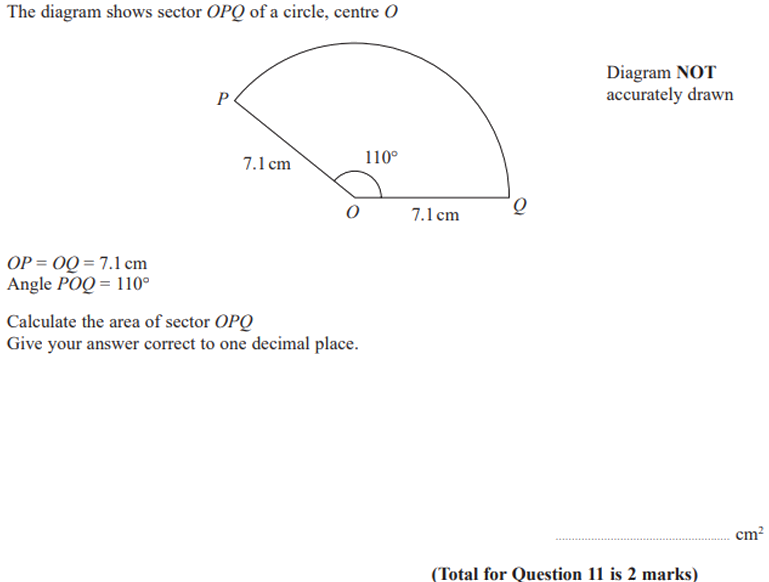 The diagram shows sector OPQ of a circle, centre O
Diagram NOT
accurately drawn
P
110°
7.1 cm
O
7.1 cm
Q
OP = OQ = 7.1 cm
Angle POQ = 110°
Calculate the area of sector OPQ
Give your answer correct to one decimal place.
.................................................... cm²
(Total for Question 11 is 2 marks)